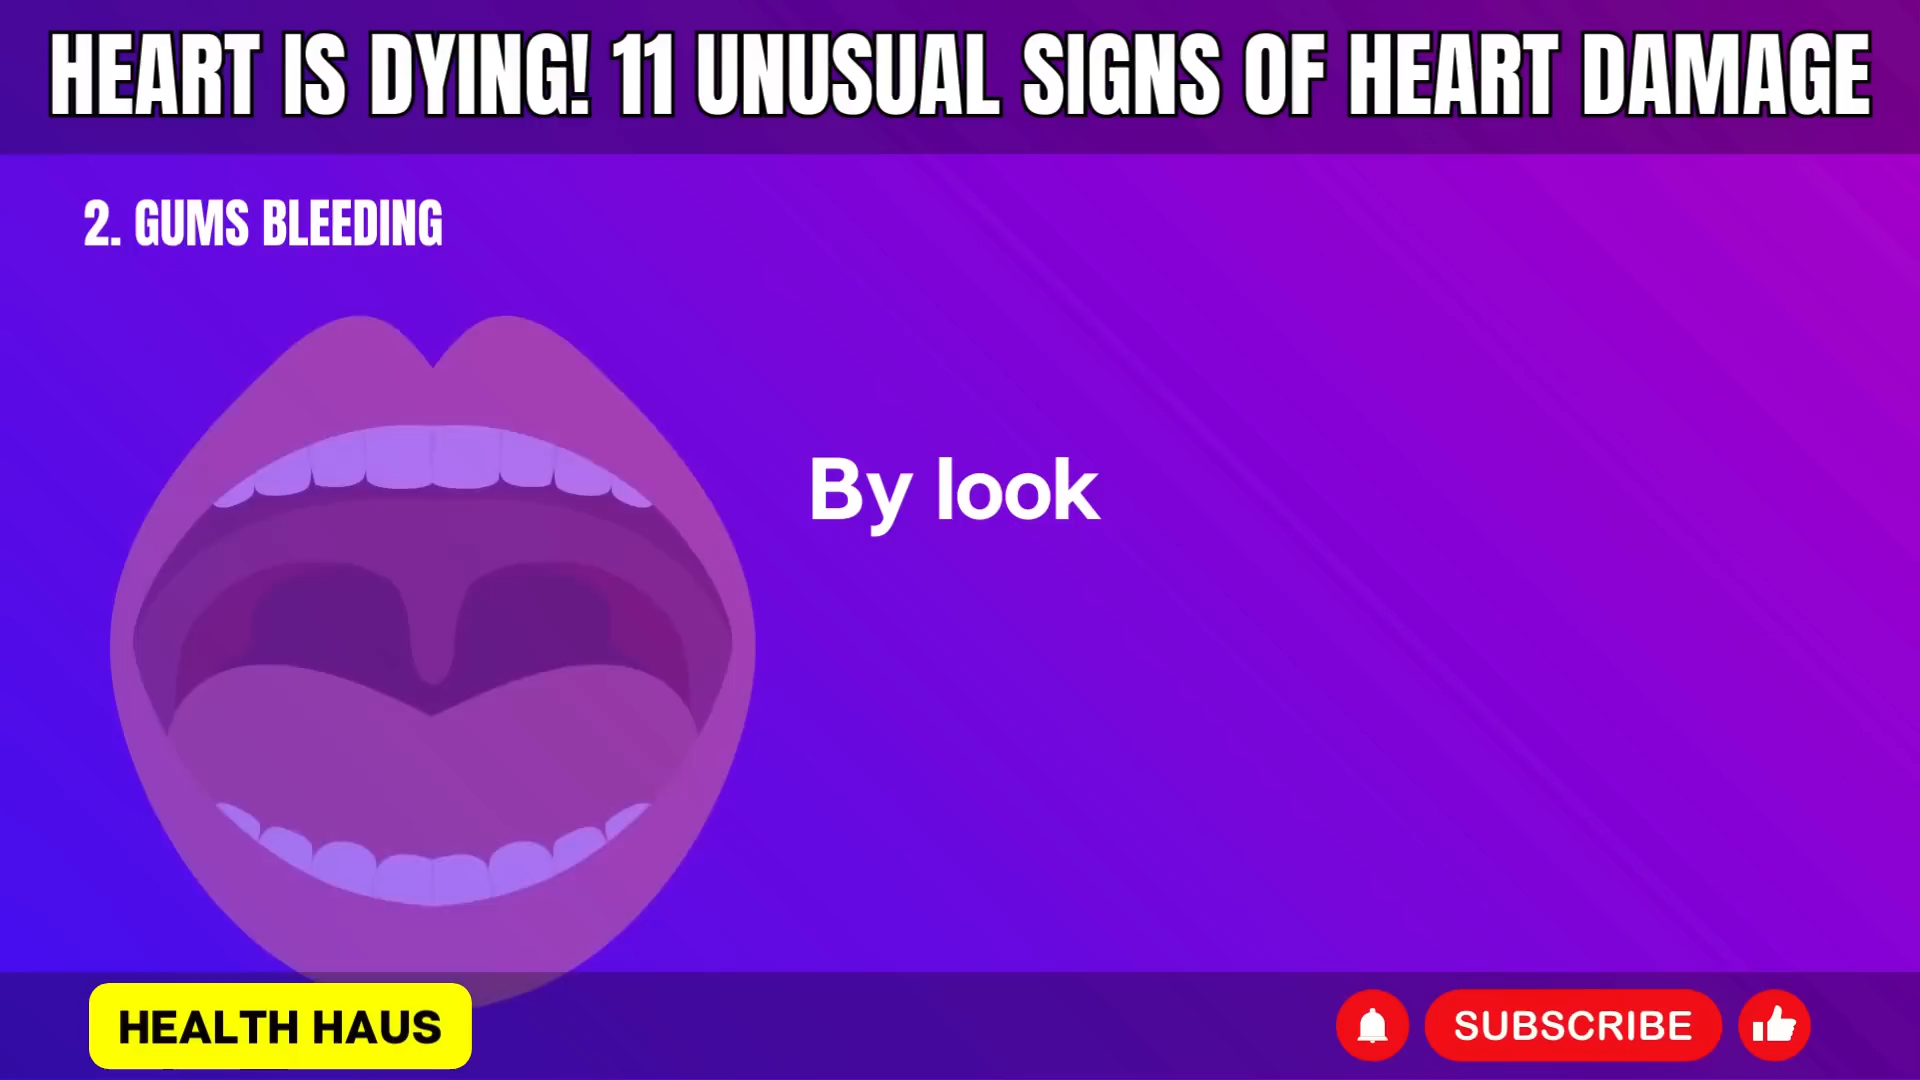 HEART IS DYING! 11 UNUSUAL SIGNS OF HEART DAMAGE
2. GUMS BLEEDING
By look
HEALTH HAUS
SUBSCRIBE